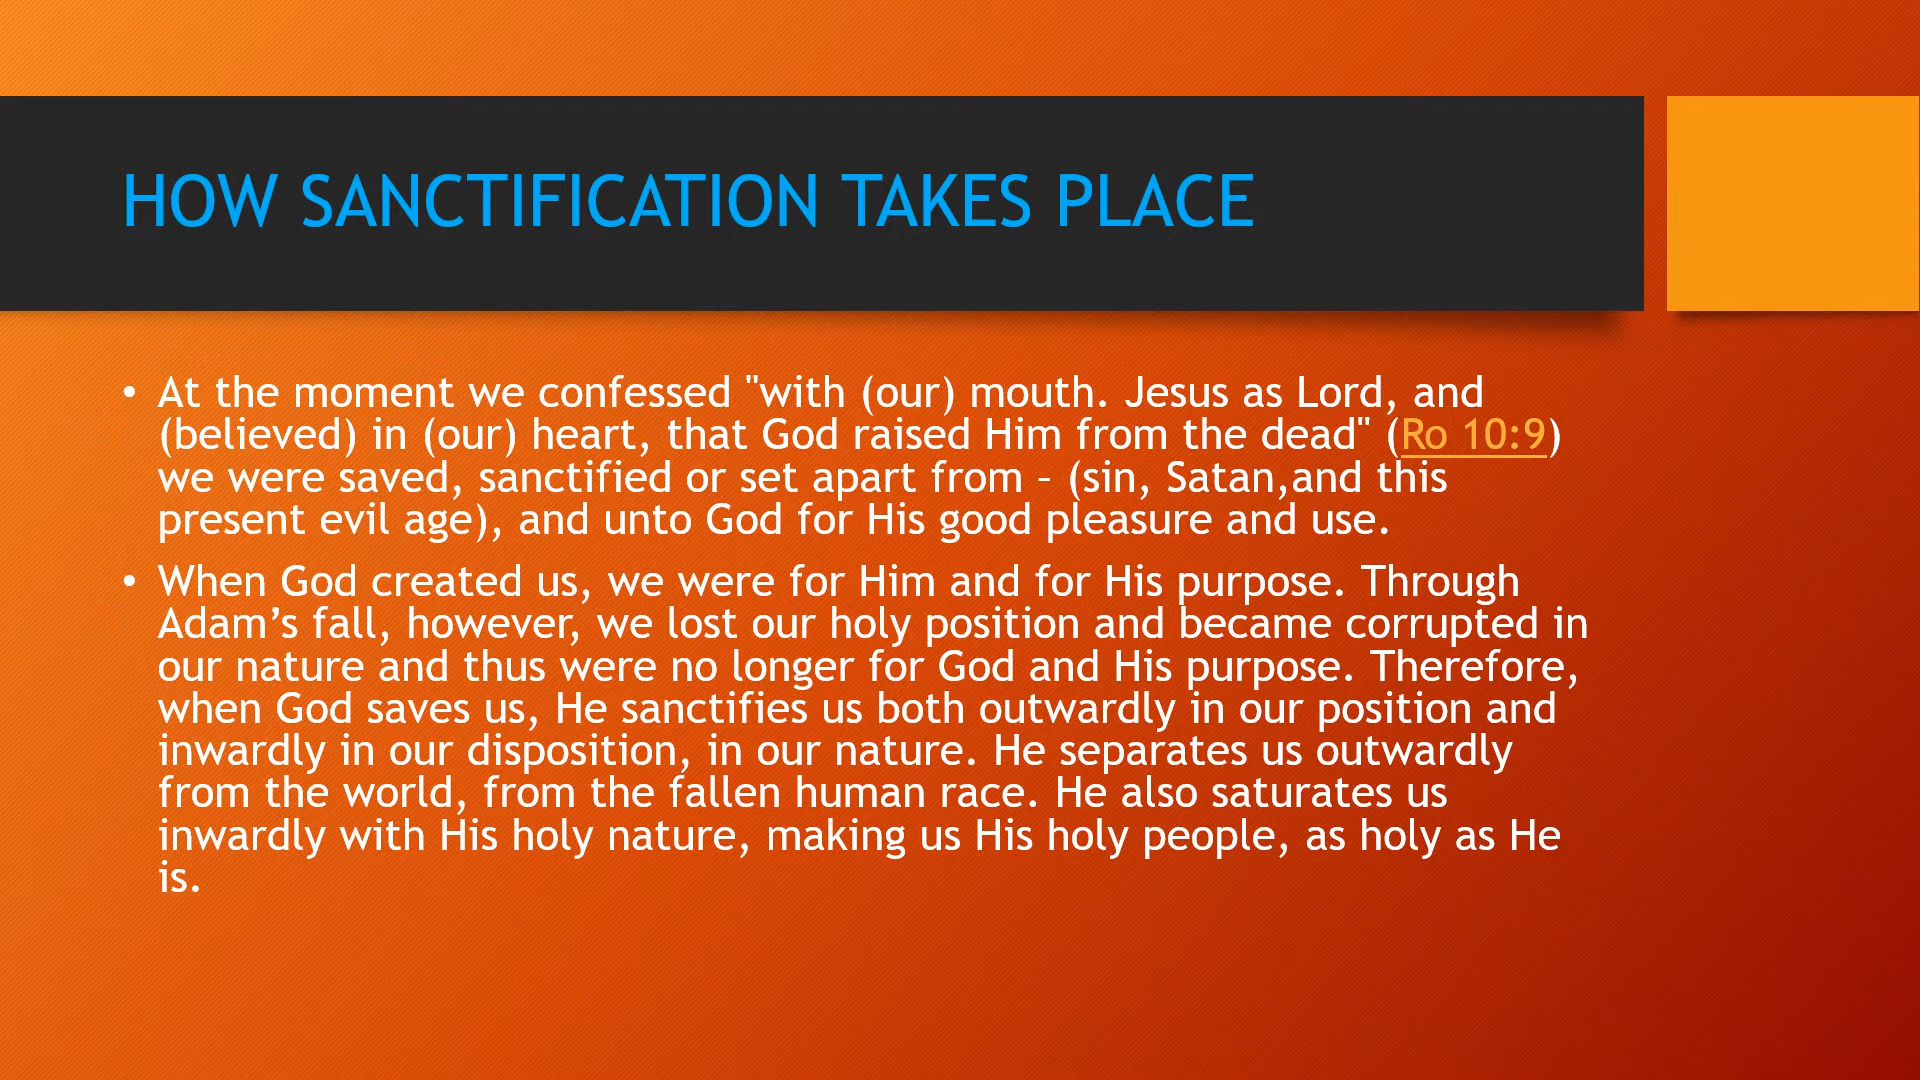 HOW SANCTIFICATION TAKES PLACE
• At the moment we confessed "with (our) mouth. Jesus as Lord, and
(believed) in (our) heart, that God raised Him from the dead" (Ro 10:9)
we were saved, sanctified or set apart from – (sin, Satan,and this
present evil age), and unto God for His good pleasure and use.
• When God created us, we were for Him and for His purpose. Through
Adam’s fall, however, we lost our holy position and became corrupted in
our nature and thus were no longer for God and His purpose. Therefore,
when God saves us, He sanctifies us both outwardly in our position and
inwardly in our disposition, in our nature. He separates us outwardly
from the world, from the fallen human race. He also saturates us
inwardly with His holy nature, making us His holy people, as holy as He
is.